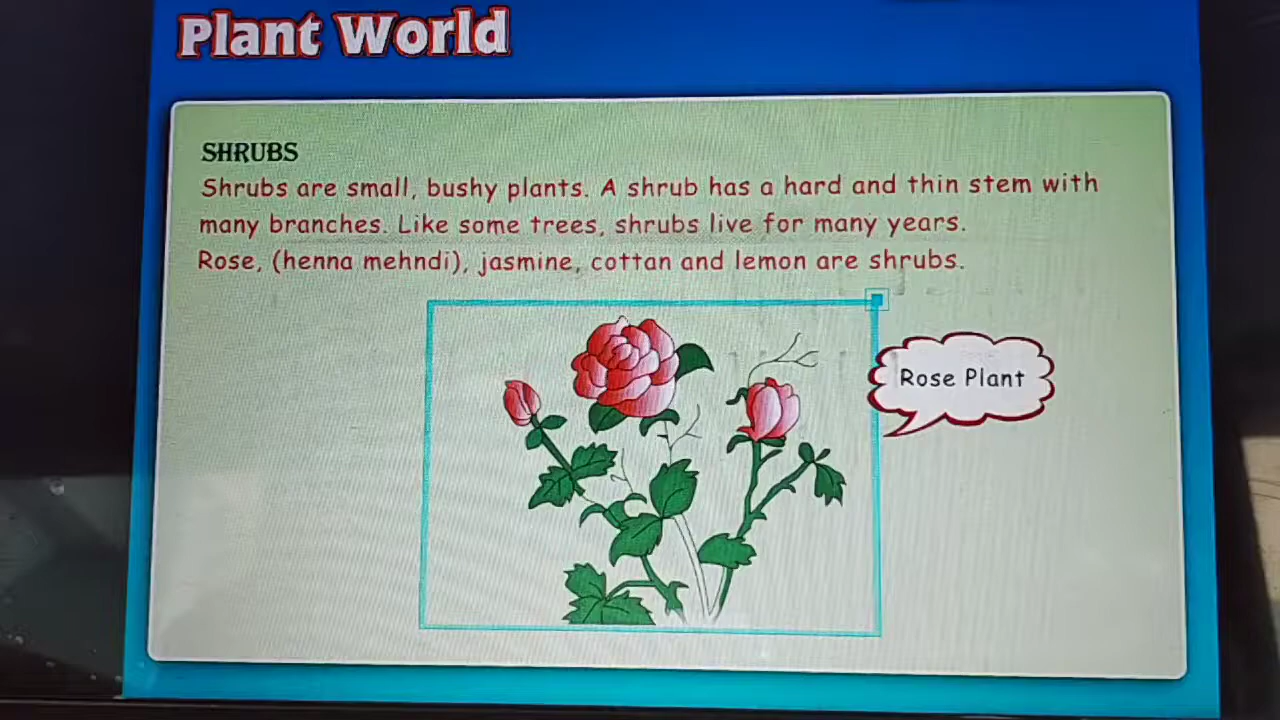 Plant World
SHRUBS
Shrubs are small, bushy plants. A shrub has a hard and thin stem with
many branches. Like some trees, shrubs live for many years.
Rose, (henna mehndi), jasmine, cottan and lemon are shrubs.
Rose Plant